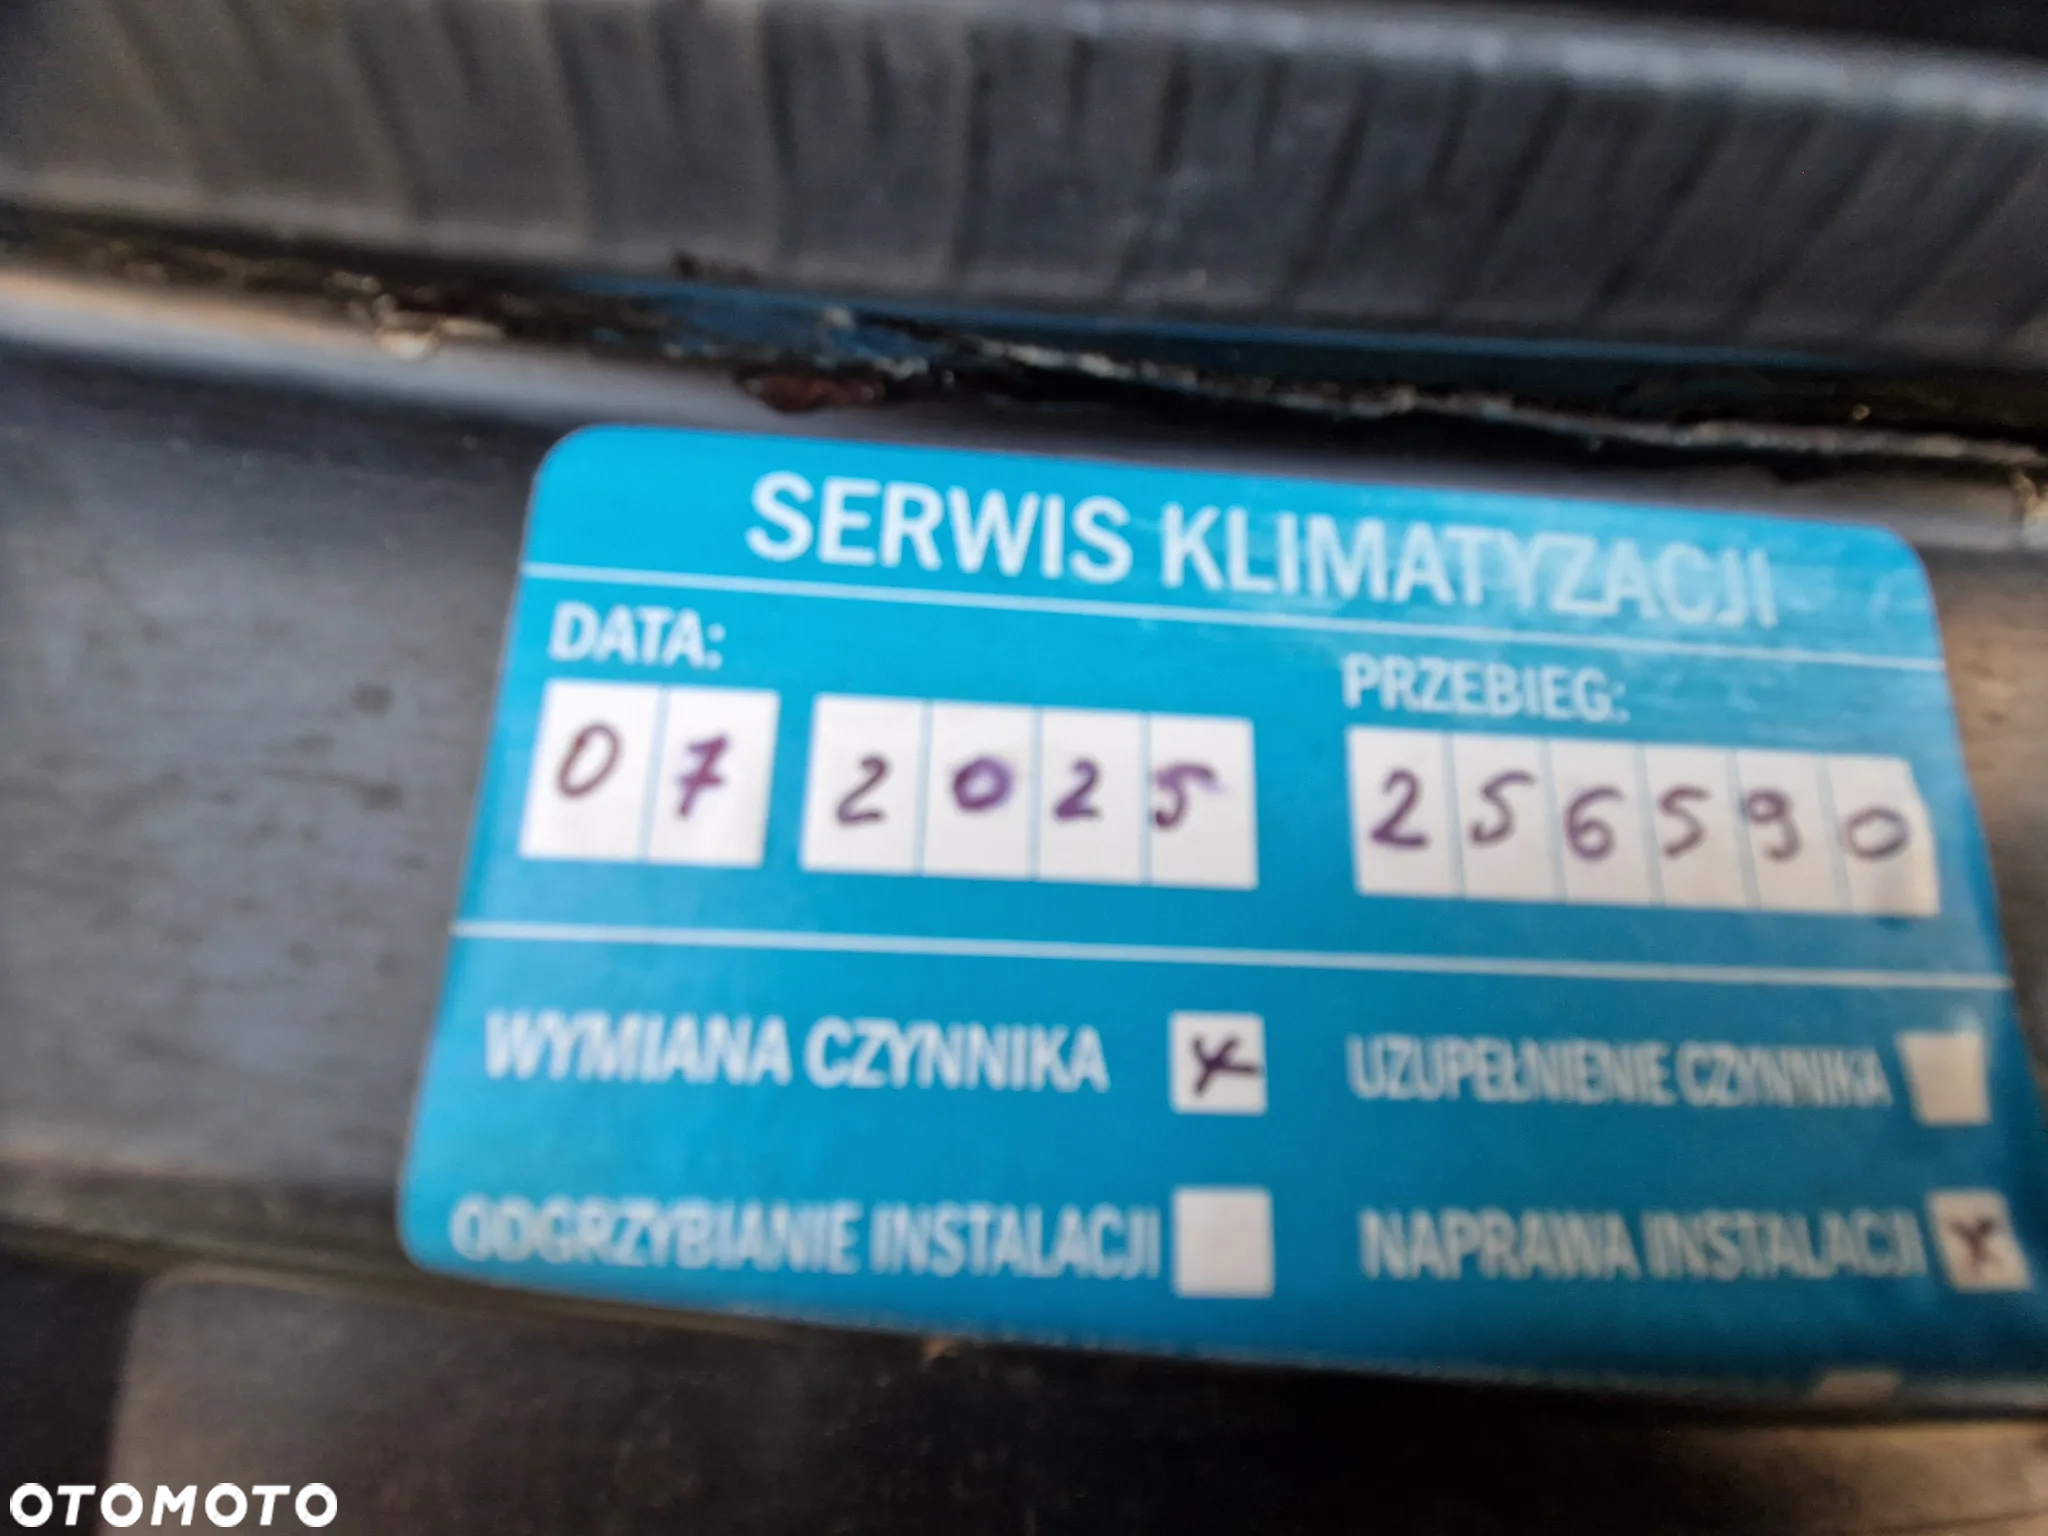 SERWIS KLIMATYZACJI
DATA: PRZEBIEG:
07 2025 256590
WYMIANA CZYNNIKA x UZUPEŁNIENIE CZYNNIKA
ODGRZYBIANIE INSTALACJI NAPRAWA INSTALACJI x
OTOMOTO